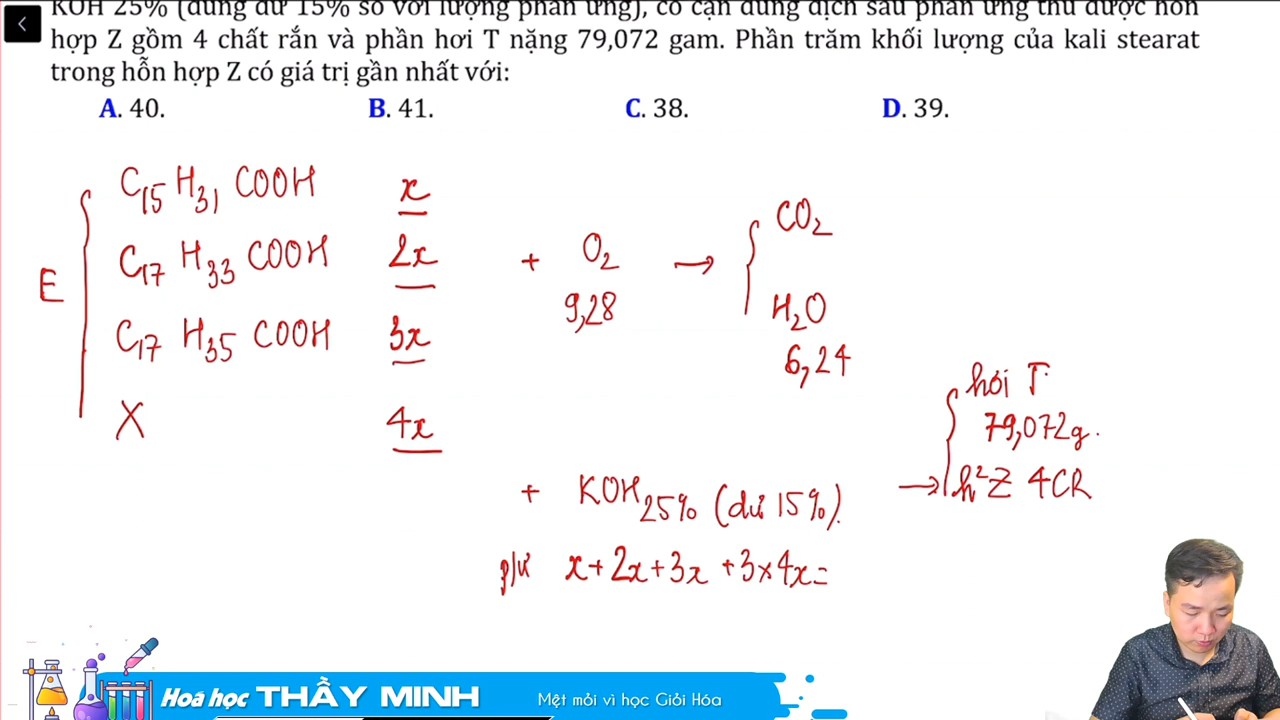 KOH 25% (dùng dư 15% so với lượng phản ứng), cô cạn dung dịch sau phản ứng thu được hỗn
hợp Z gồm 4 chất rắn và phần hơi T nặng 79,072 gam. Phần trăm khối lượng của kali stearat
trong hỗn hợp Z có giá trị gần nhất với:
A. 40. B. 41. C. 38. D. 39.
C15H31COOH x
C17H33COOH 2x
E
C17H35COOH 3x
X 4x
+ O2 → CO2
9,28 H2O
6,24
hơi T
79,072g.
+ KOH 25% (dư 15%). → h² Z 4CR
p/ư x+2x+3x+3×4x=
Hoá học THẦY MINH Mệt mỏi vì học Giỏi Hóa